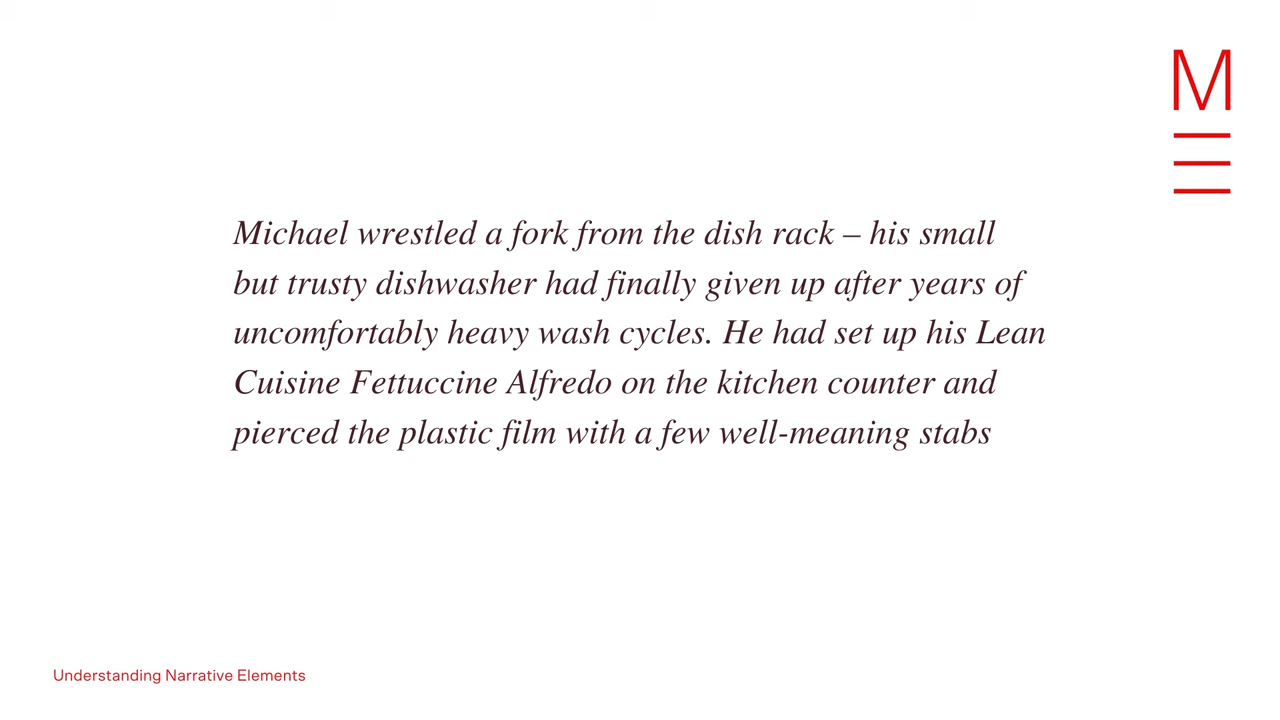 M
Michael wrestled a fork from the dish rack – his small
but trusty dishwasher had finally given up after years of
uncomfortably heavy wash cycles. He had set up his Lean
Cuisine Fettuccine Alfredo on the kitchen counter and
pierced the plastic film with a few well-meaning stabs
Understanding Narrative Elements